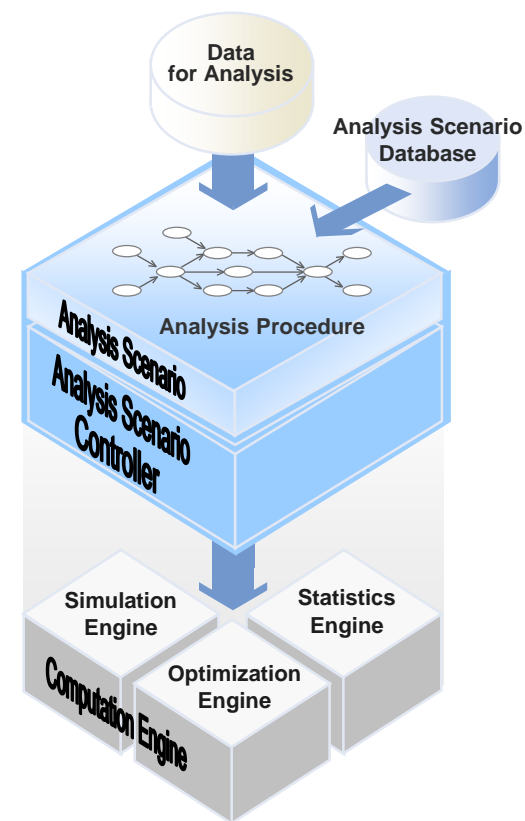 Data
for Analysis
Analysis Scenario
Database
Analysis Procedure
Analysis Scenario
Analysis Scenario
Controller
Simulation
Engine
Statistics
Engine
Optimization
Engine
Computation Engine